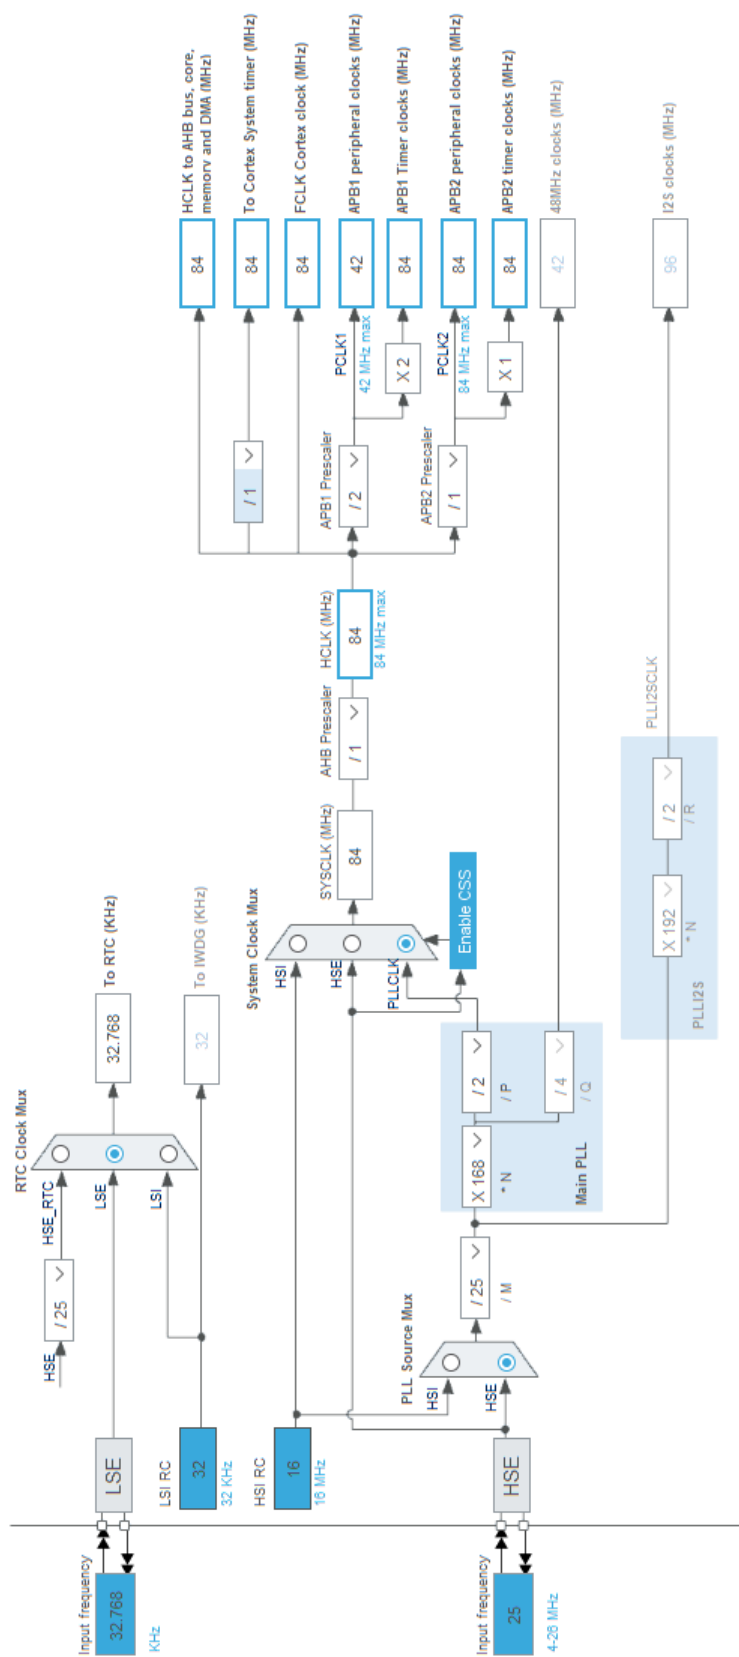 Input frequency
32.768
KHz
LSE
LSI RC
32
32 KHz
HSI RC
16
16 MHz
Input frequency
25
4-26 MHz
HSE
HSE
/ 25
HSE_RTC
LSE
LSI
RTC Clock Mux
32.768
To RTC (KHz)
32
To IWDG (KHz)
PLL Source Mux
HSI
HSE
/ 25
/ M
X 168
* N
/ 2
/ P
/ 4
/ Q
Main PLL
System Clock Mux
HSI
HSE
PLLCLK
Enable CSS
SYSCLK (MHz)
84
AHB Prescaler
/ 1
HCLK (MHz)
84
84 MHz max
/ 1
APB1 Prescaler
/ 2
PCLK1
42 MHz max
X 2
APB2 Prescaler
/ 1
PCLK2
84 MHz max
X 1
84
HCLK to AHB bus, core,
memory and DMA (MHz)
84
To Cortex System timer (MHz)
84
FCLK Cortex clock (MHz)
42
APB1 peripheral clocks (MHz)
84
APB1 Timer clocks (MHz)
84
APB2 peripheral clocks (MHz)
84
APB2 timer clocks (MHz)
42
48MHz clocks (MHz)
X 192
* N
/ 2
/ R
PLLI2S
PLLI2SCLK
96
I2S clocks (MHz)